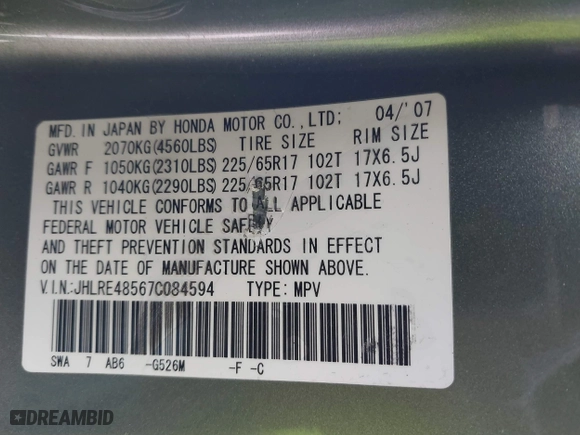 MFD. IN JAPAN BY HONDA MOTOR CO., LTD; 04/'07
GVWR 2070KG(4560LBS) TIRE SIZE RIM SIZE
GAWR F 1050KG(2310LBS) 225/65R17 102T 17X6.5J
GAWR R 1040KG(2290LBS) 225/65R17 102T 17X6.5J
THIS VEHICLE CONFORMS TO ALL APPLICABLE
FEDERAL MOTOR VEHICLE SAFETY
AND THEFT PREVENTION STANDARDS IN EFFECT
ON THE DATE OF MANUFACTURE SHOWN ABOVE.
V.I.N.:JHLRE48567C084594 TYPE: MPV
SWA 7 AB6 -G526M -F -C
DREAMBID